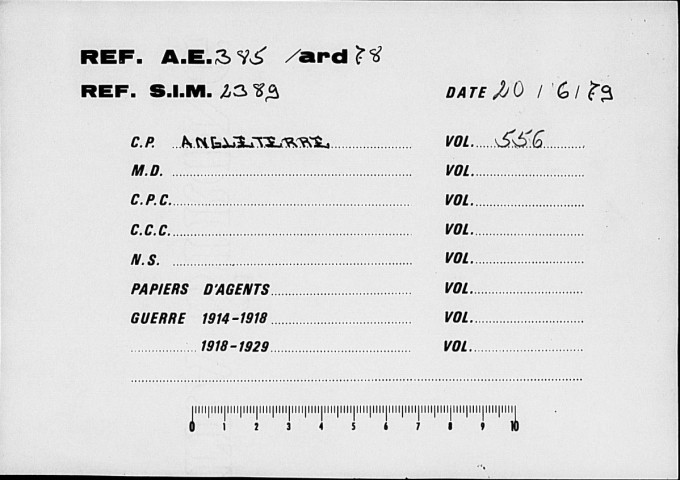 REF. A.E. 385 /ard 78
REF. S.I.M. 2389 DATE 20 / 6 / 79
C.P. ANGLETERRE VOL. 556
M.D. VOL.
C.P.C. VOL.
C.C.C. VOL.
N.S. VOL.
PAPIERS D'AGENTS VOL.
GUERRE 1914-1918 VOL.
1918-1929 VOL.
0 1 2 3 4 5 6 7 8 9 10